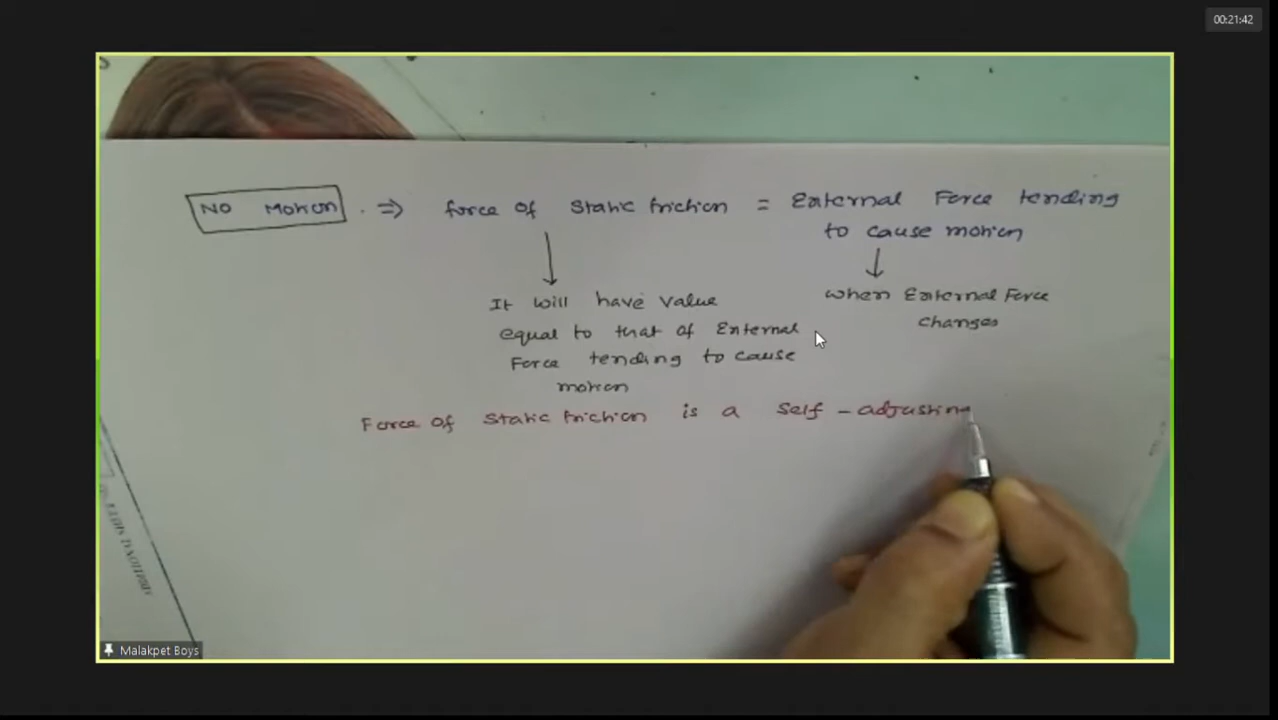 00:21:42
NO Motion ⇒ force of static friction = External Force tending
to cause motion
It will have value
equal to that of External
Force tending to cause
motion
when External Force
changes
Force of static friction is a self-adjusting
Malakpet Boys